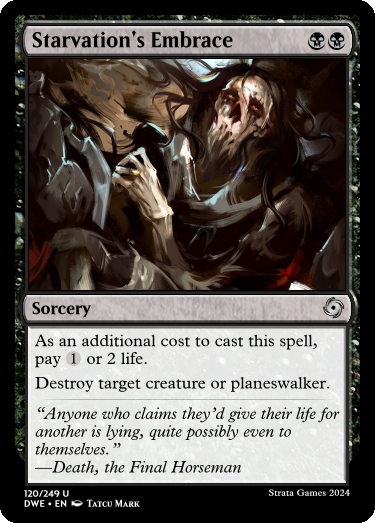 Starvation's Embrace
Sorcery
As an additional cost to cast this spell,
pay 1 or 2 life.
Destroy target creature or planeswalker.
“Anyone who claims they’d give their life for
another is lying, quite possibly even to
themselves.”
—Death, the Final Horseman
120/249 U
DWE • EN Tatcu Mark
Strata Games 2024